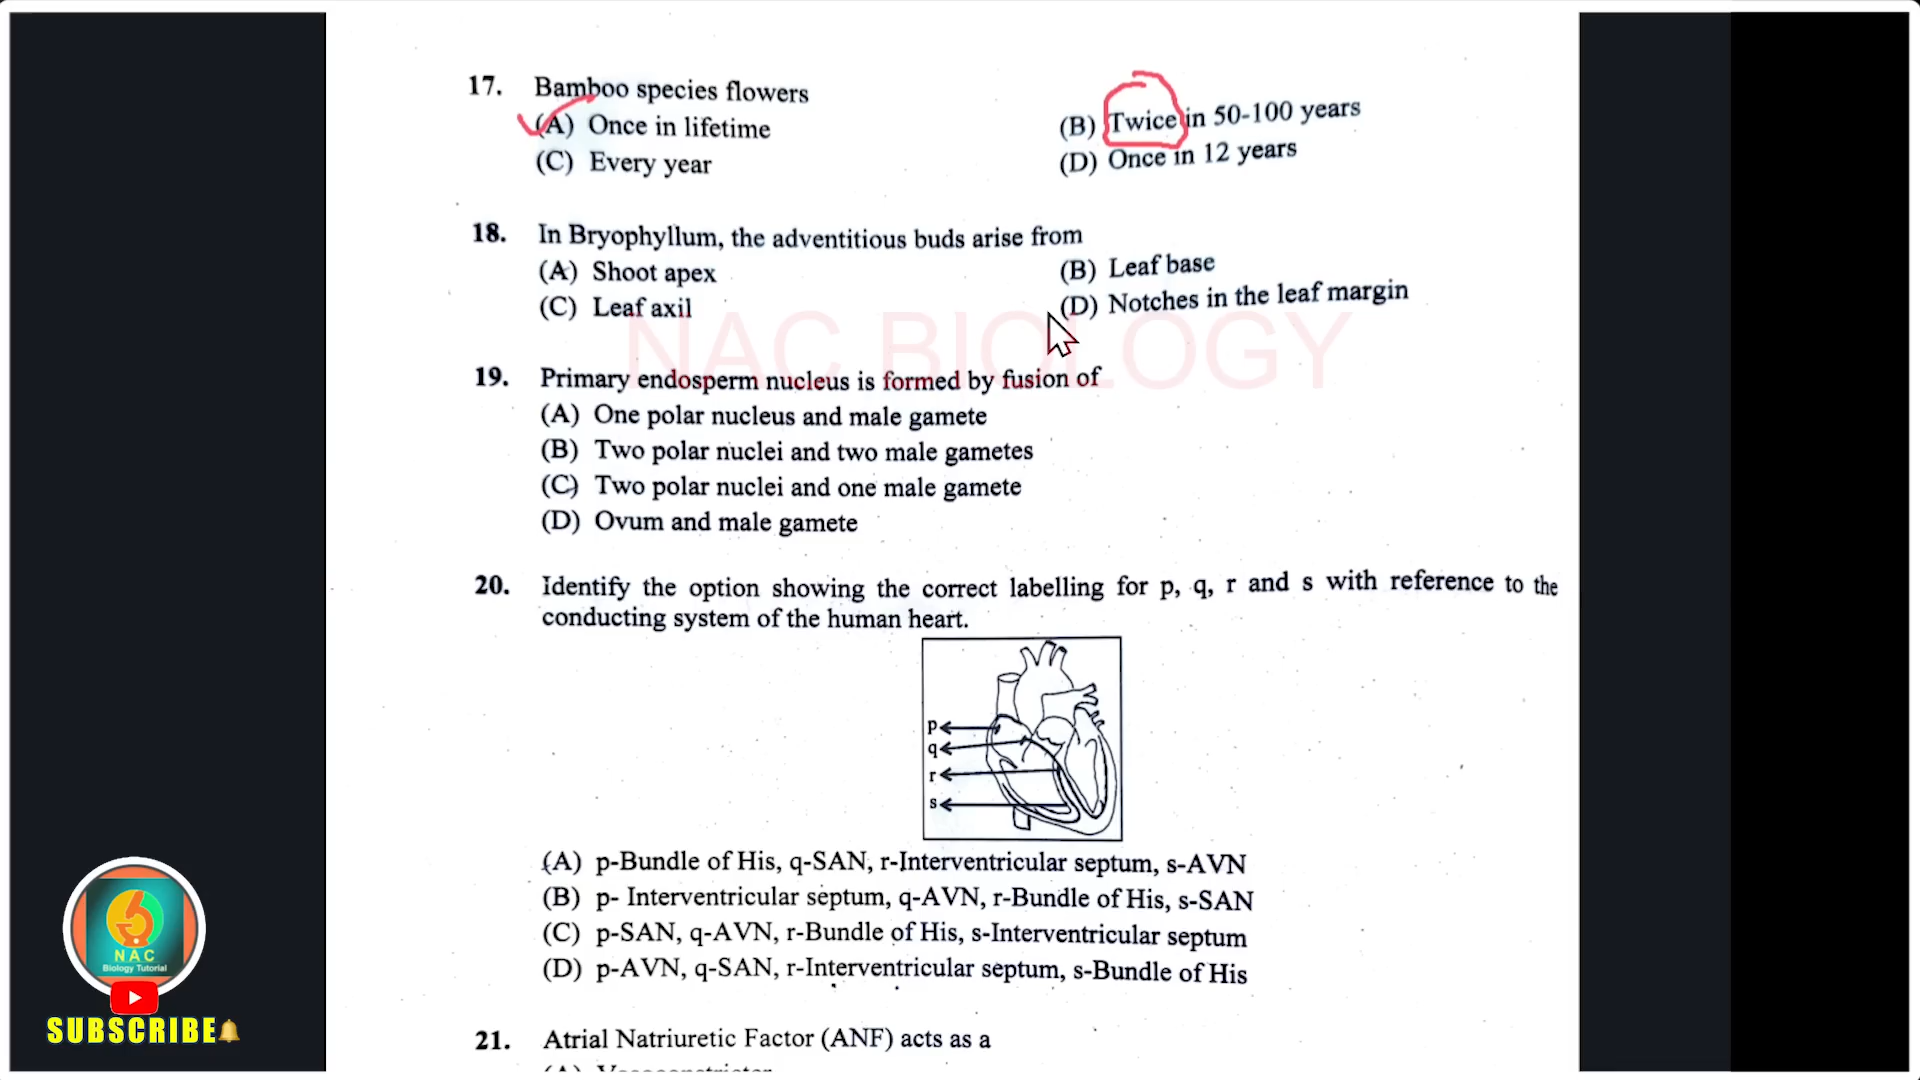 17. Bamboo species flowers
(A) Once in lifetime
(B) Twice in 50-100 years
(C) Every year
(D) Once in 12 years
18. In Bryophyllum, the adventitious buds arise from
(A) Shoot apex
(B) Leaf base
(C) Leaf axil
(D) Notches in the leaf margin
NAC BIOLOGY
19. Primary endosperm nucleus is formed by fusion of
(A) One polar nucleus and male gamete
(B) Two polar nuclei and two male gametes
(C) Two polar nuclei and one male gamete
(D) Ovum and male gamete
20. Identify the option showing the correct labelling for p, q, r and s with reference to the
conducting system of the human heart.
p
q
r
s
(A) p-Bundle of His, q-SAN, r-Interventricular septum, s-AVN
(B) p- Interventricular septum, q-AVN, r-Bundle of His, s-SAN
(C) p-SAN, q-AVN, r-Bundle of His, s-Interventricular septum
(D) p-AVN, q-SAN, r-Interventricular septum, s-Bundle of His
21. Atrial Natriuretic Factor (ANF) acts as a
NAC
Biology Tutorial
SUBSCRIBE